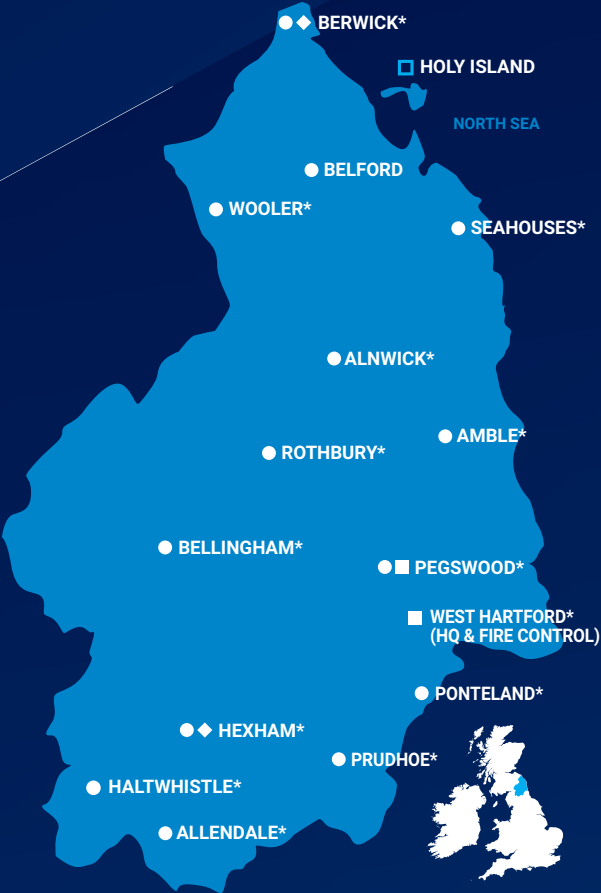 BERWICK*
HOLY ISLAND
NORTH SEA
BELFORD
WOOLER*
SEAHOUSES*
ALNWICK*
AMBLE*
ROTHBURY*
BELLINGHAM*
PEGSWOOD*
WEST HARTFORD*
(HQ & FIRE CONTROL)
PONTELAND*
HEXHAM*
PRUDHOE*
HALTWHISTLE*
ALLENDALE*